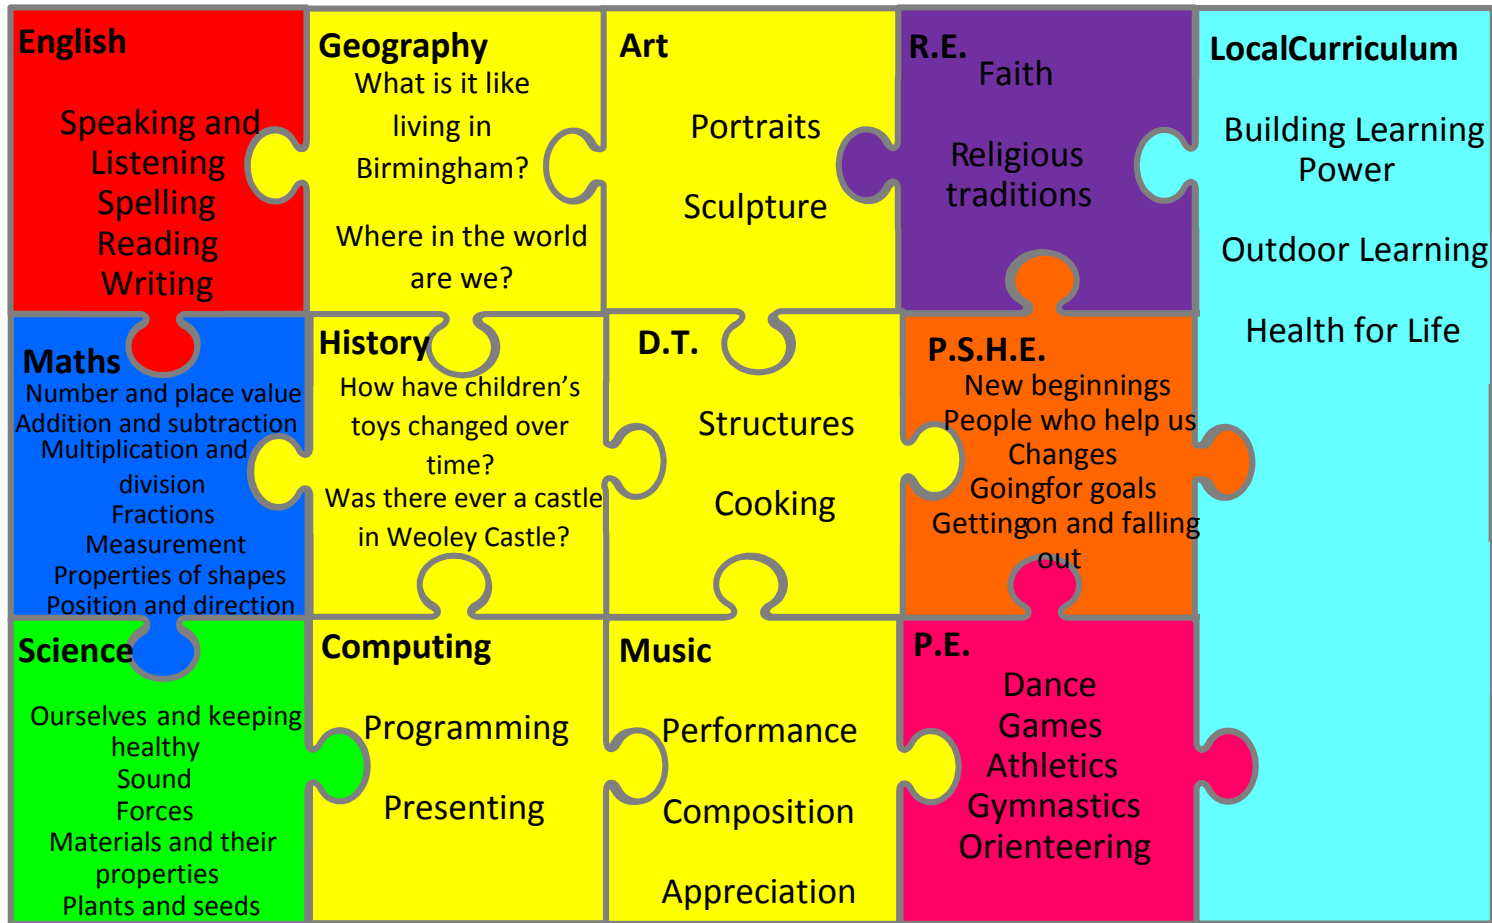 English
Speaking and
Listening
Spelling
Reading
Writing
Geography
What is it like
living in
Birmingham?
Where in the world
are we?
Art
Portraits
Sculpture
R.E.
Faith
Religious
traditions
LocalCurriculum
Building Learning
Power
Outdoor Learning
Health for Life
Maths
Number and place value
Addition and subtraction
Multiplication and
division
Fractions
Measurement
Properties of shapes
Position and direction
History
How have children’s
toys changed over
time?
Was there ever a castle
in Weoley Castle?
D.T.
Structures
Cooking
P.S.H.E.
New beginnings
People who help us
Changes
Goingfor goals
Getting on and falling
out
Science
Ourselves and keeping
healthy
Sound
Forces
Materials and their
properties
Plants and seeds
Computing
Programming
Presenting
Music
Performance
Composition
Appreciation
P.E.
Dance
Games
Athletics
Gymnastics
Orienteering